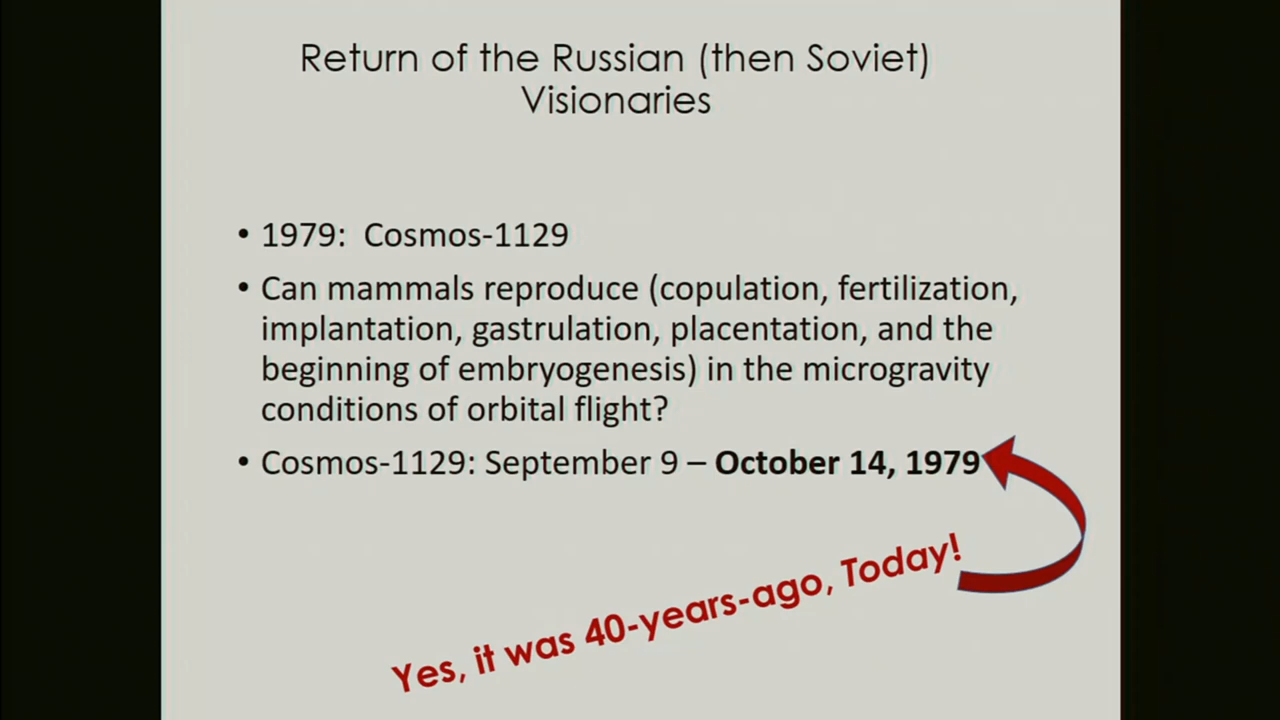 Return of the Russian (then Soviet)
Visionaries
• 1979:  Cosmos-1129
• Can mammals reproduce (copulation, fertilization,
implantation, gastrulation, placentation, and the
beginning of embryogenesis) in the microgravity
conditions of orbital flight?
• Cosmos-1129: September 9 – October 14, 1979
Yes, it was 40-years-ago, Today!